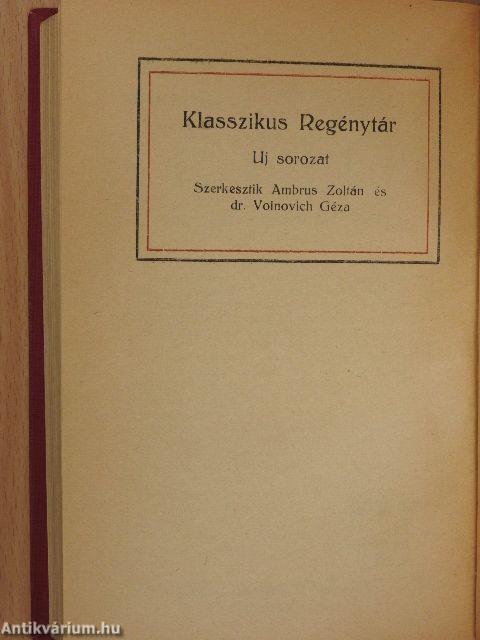 Klasszikus Regénytár
Uj sorozat
Szerkesztik Ambrus Zoltán és
dr. Voinovich Géza
Antikvárium.hu